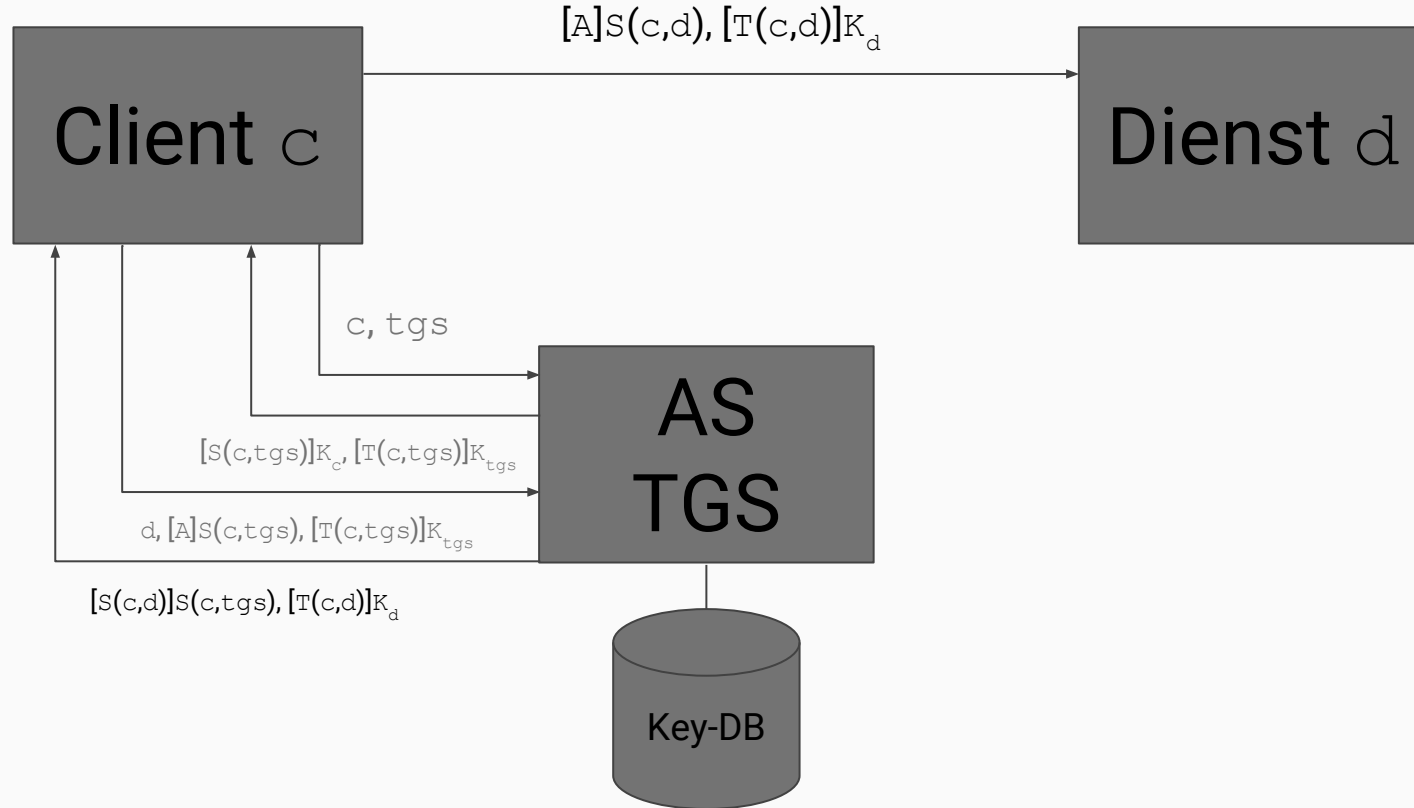 [A]S(c,d), [T(c,d)]K_d
Client c
Dienst d
c, tgs
AS
TGS
[S(c,tgs)]K_c, [T(c,tgs)]K_tgs
d, [A]S(c,tgs), [T(c,tgs)]K_tgs
[S(c,d)]S(c,tgs), [T(c,d)]K_d
Key-DB